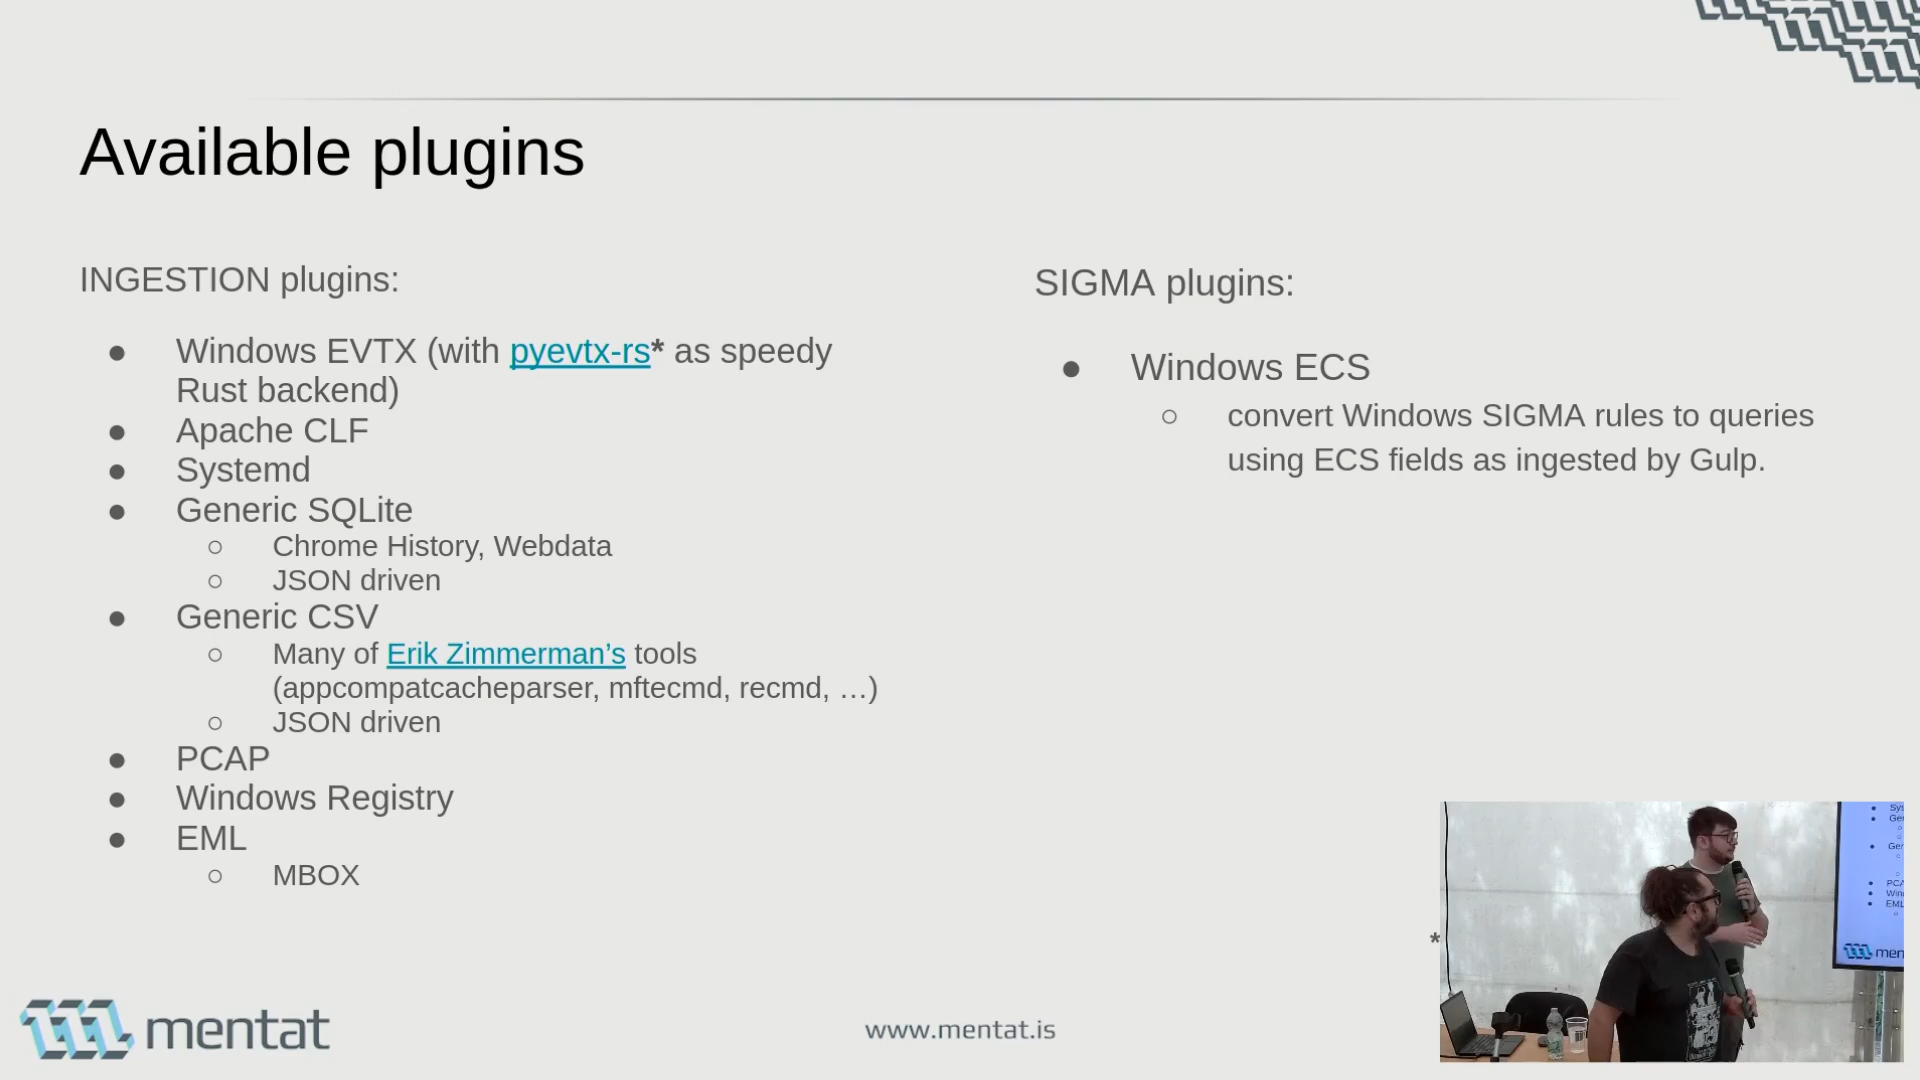 Available plugins
INGESTION plugins:
● Windows EVTX (with pyevtx-rs* as speedy
Rust backend)
● Apache CLF
● Systemd
● Generic SQLite
○ Chrome History, Webdata
○ JSON driven
● Generic CSV
○ Many of Erik Zimmerman’s tools
(appcompatcacheparser, mftecmd, recmd, …)
○ JSON driven
● PCAP
● Windows Registry
● EML
○ MBOX
SIGMA plugins:
● Windows ECS
○ convert Windows SIGMA rules to queries
using ECS fields as ingested by Gulp.
*
mentat
www.mentat.is